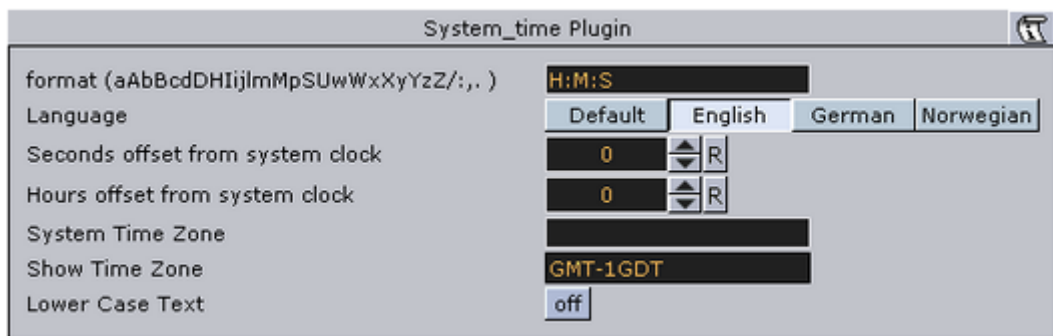 System_time Plugin
format (aAbBcdDHIijlmMpSUwWxXyYzZ/:,. ) H:M:S
Language Default English German Norwegian
Seconds offset from system clock 0 R
Hours offset from system clock 0 R
System Time Zone
Show Time Zone GMT-1GDT
Lower Case Text off